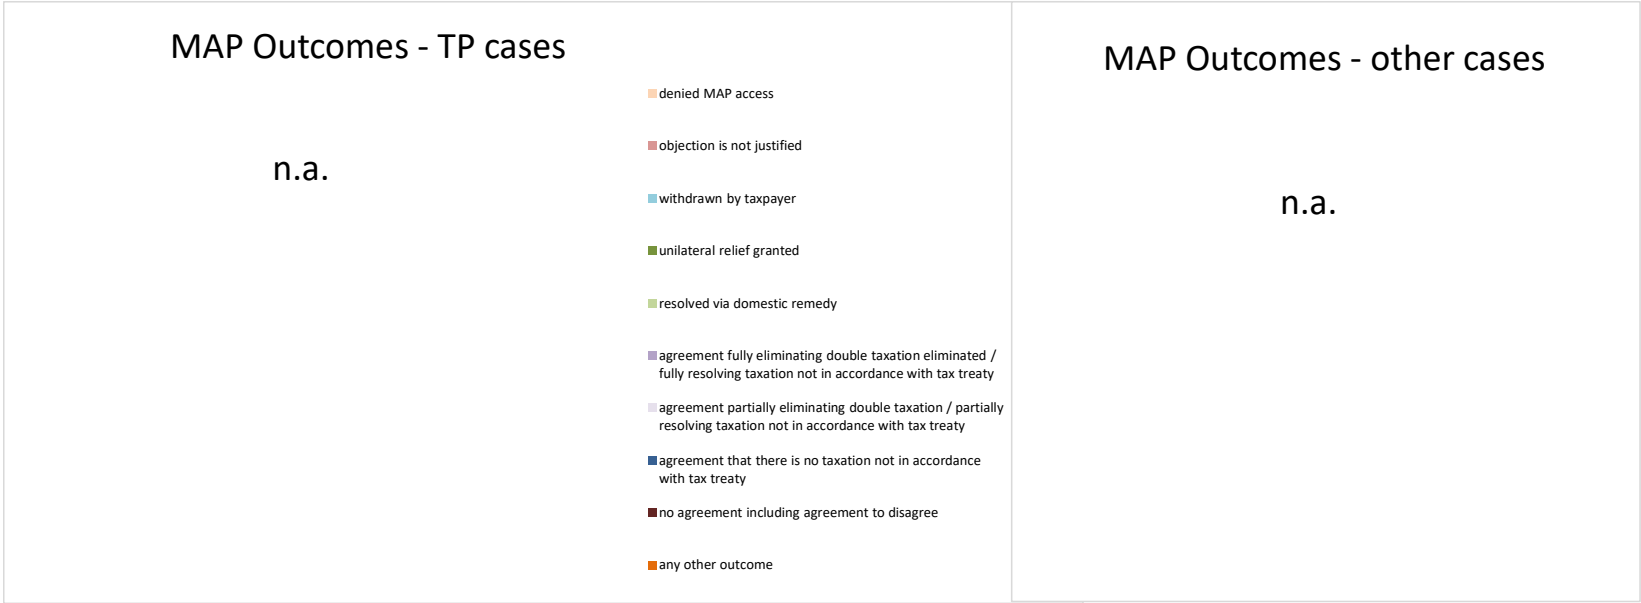 MAP Outcomes - TP cases
n.a.
denied MAP access
objection is not justified
withdrawn by taxpayer
unilateral relief granted
resolved via domestic remedy
agreement fully eliminating double taxation eliminated /
fully resolving taxation not in accordance with tax treaty
agreement partially eliminating double taxation / partially
resolving taxation not in accordance with tax treaty
agreement that there is no taxation not in accordance
with tax treaty
no agreement including agreement to disagree
any other outcome
MAP Outcomes - other cases
n.a.